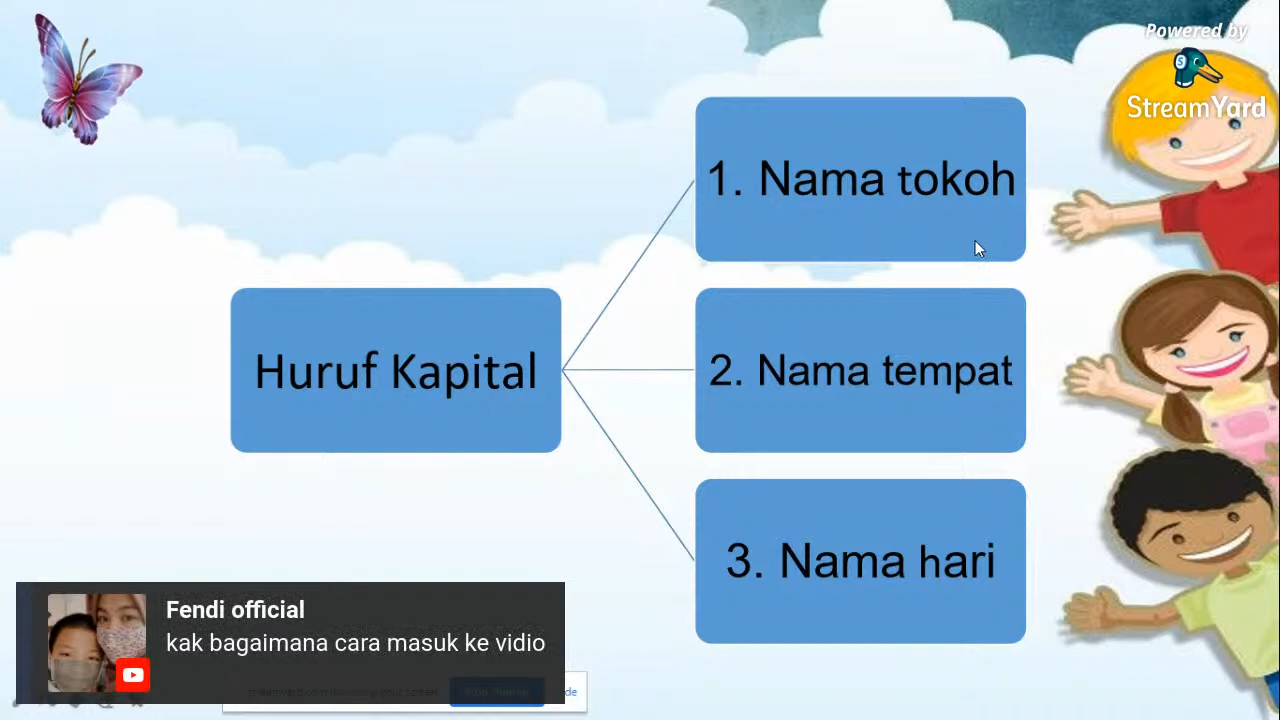 Powered by
StreamYard
1. Nama tokoh
Huruf Kapital
2. Nama tempat
3. Nama hari
Fendi official
kak bagaimana cara masuk ke vidio